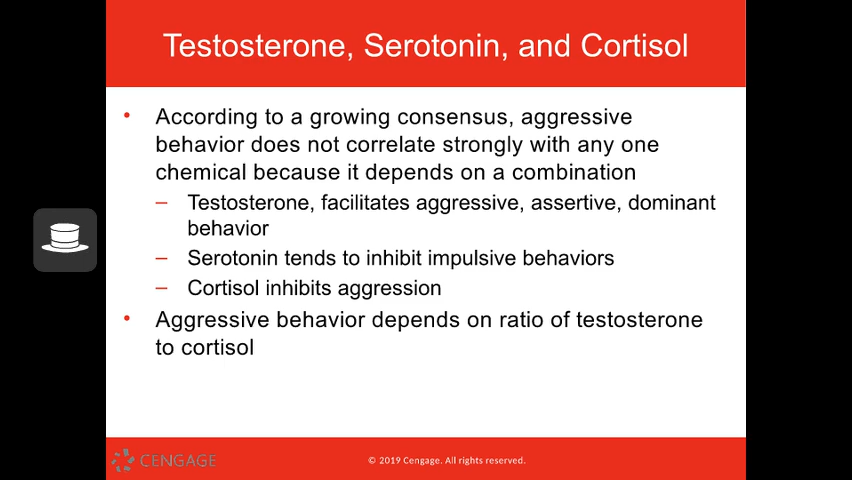 Testosterone, Serotonin, and Cortisol
• According to a growing consensus, aggressive
behavior does not correlate strongly with any one
chemical because it depends on a combination
– Testosterone, facilitates aggressive, assertive, dominant
behavior
– Serotonin tends to inhibit impulsive behaviors
– Cortisol inhibits aggression
• Aggressive behavior depends on ratio of testosterone
to cortisol
CENGAGE
© 2019 Cengage. All rights reserved.